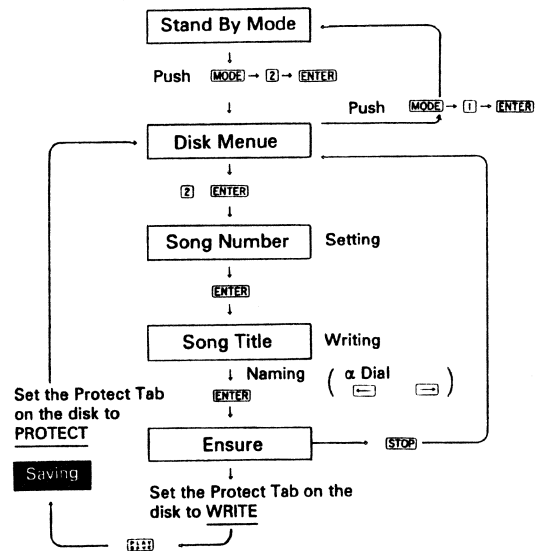 Stand By Mode
Push MODE → 2 → ENTER
Push MODE → 1 → ENTER
Disk Menue
2 ENTER
Song Number Setting
ENTER
Song Title Writing
Naming ( α Dial ← → )
ENTER
Set the Protect Tab
on the disk to
PROTECT
Ensure STOP
Saving
Set the Protect Tab on the
disk to WRITE
PLAY